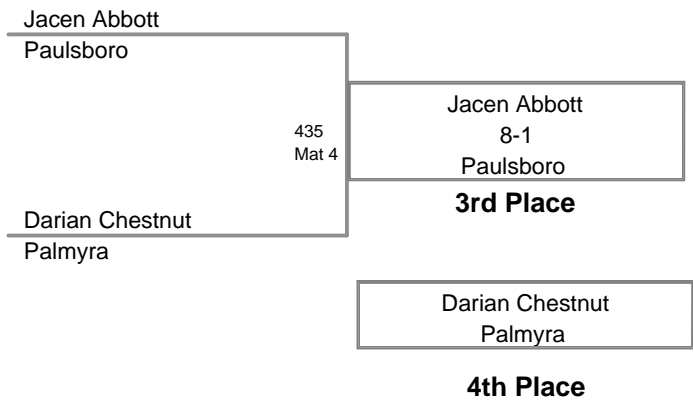 Jacen Abbott
Paulsboro
435
Mat 4
Jacen Abbott
8-1
Paulsboro
3rd Place
Darian Chestnut
Palmyra
Darian Chestnut
Palmyra
4th Place